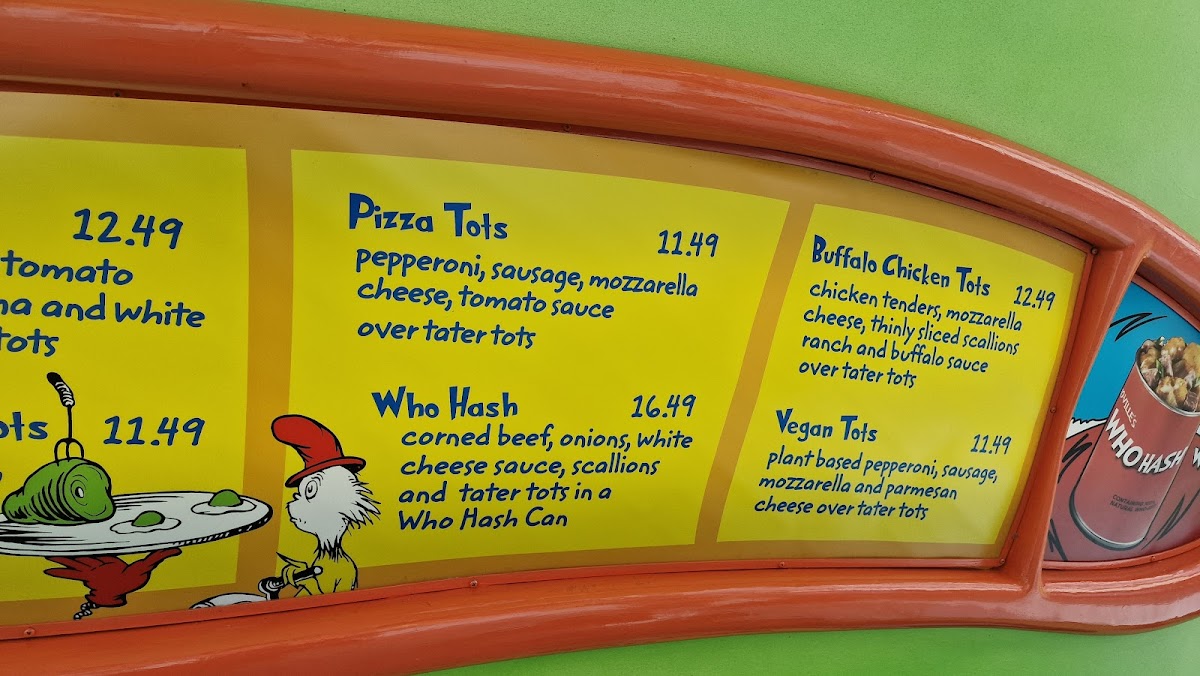 12.49
tomato
and white
tots
11.49
Pizza Tots 11.49
pepperoni, sausage, mozzarella
cheese, tomato sauce
over tater tots
Who Hash 16.49
corned beef, onions, white
cheese sauce, scallions
and tater tots in a
Who Hash Can
Buffalo Chicken Tots 12.49
chicken tenders, mozzarella
cheese, thinly sliced scallions
ranch and buffalo sauce
over tater tots
Vegan Tots 11.49
plant based pepperoni, sausage,
mozzarella and parmesan
cheese over tater tots
WHO HASH